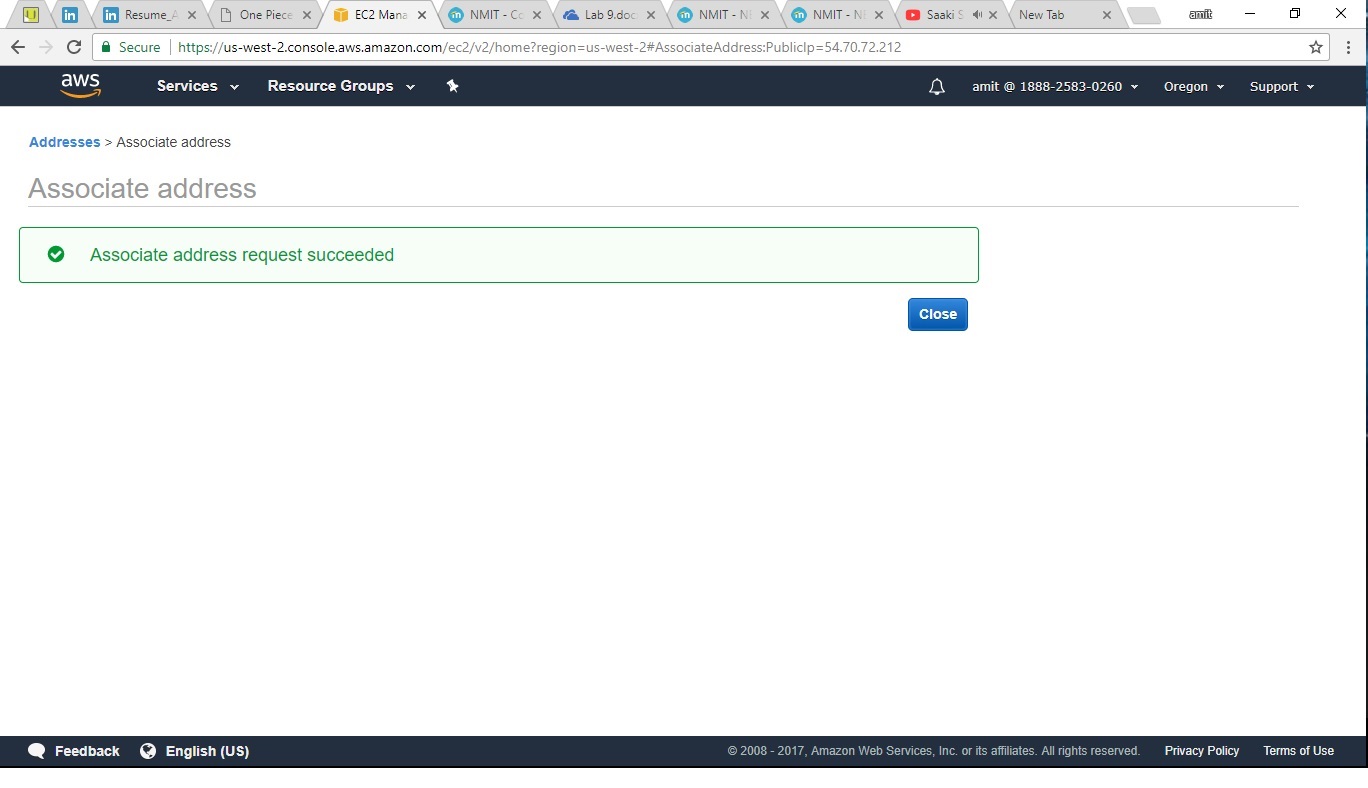 U in in Resume_A One Piece EC2 Mana NMIT - Co Lab 9.doc NMIT - N NMIT - N Saaki S New Tab amit
Secure https://us-west-2.console.aws.amazon.com/ec2/v2/home?region=us-west-2#AssociateAddress:PublicIp=54.70.72.212
aws Services Resource Groups amit @ 1888-2583-0260 Oregon Support
Addresses > Associate address
Associate address
Associate address request succeeded
Close
Feedback English (US) © 2008 - 2017, Amazon Web Services, Inc. or its affiliates. All rights reserved. Privacy Policy Terms of Use